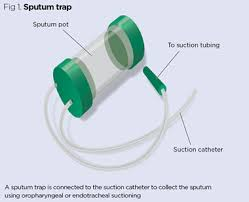 Fig 1. Sputum trap
Sputum pot
To suction tubing
Suction catheter
A sputum trap is connected to the suction catheter to collect the sputum
using oropharyngeal or endotracheal suctioning